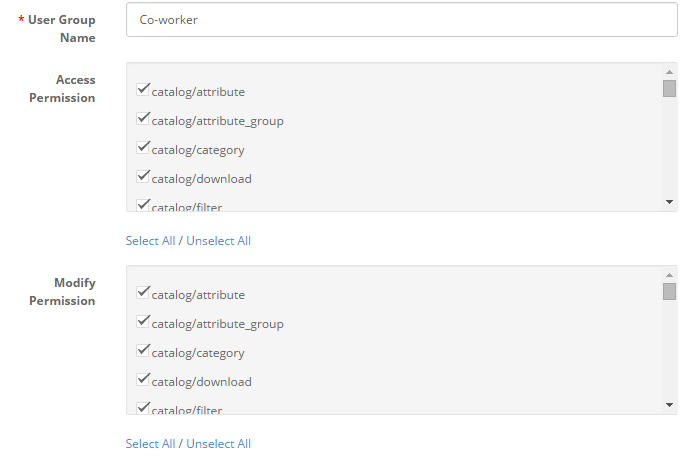 * User Group
Name
Co-worker
Access
Permission
catalog/attribute
catalog/attribute_group
catalog/category
catalog/download
catalog/filter
Select All / Unselect All
Modify
Permission
catalog/attribute
catalog/attribute_group
catalog/category
catalog/download
catalog/filter
Select All / Unselect All